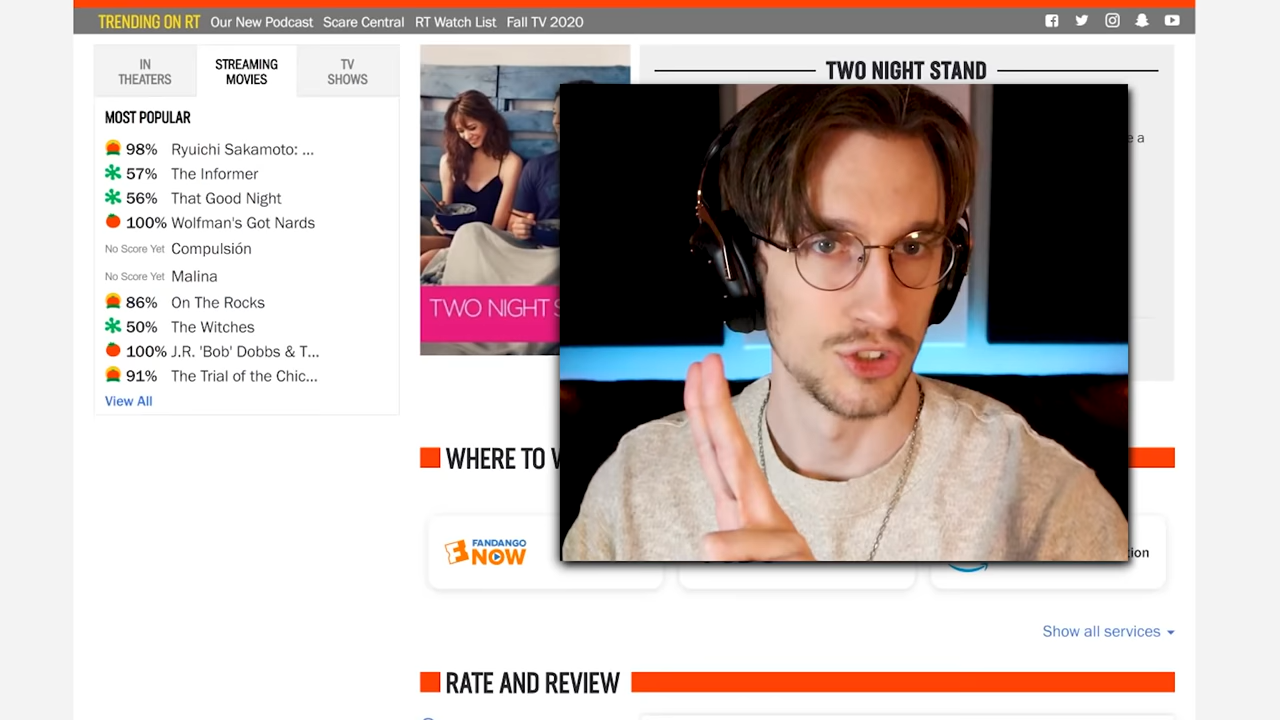 TRENDING ON RT Our New Podcast Scare Central RT Watch List Fall TV 2020
IN THEATERS
STREAMING MOVIES
TV SHOWS
MOST POPULAR
98% Ryuichi Sakamoto: ...
57% The Informer
56% That Good Night
100% Wolfman's Got Nards
No Score Yet Compulsión
No Score Yet Malina
86% On The Rocks
50% The Witches
100% J.R. 'Bob' Dobbs & T...
91% The Trial of the Chic...
View All
TWO NIGHT S
TWO NIGHT STAND
e a
WHERE TO W
FANDANGO
NOW
tion
Show all services
RATE AND REVIEW